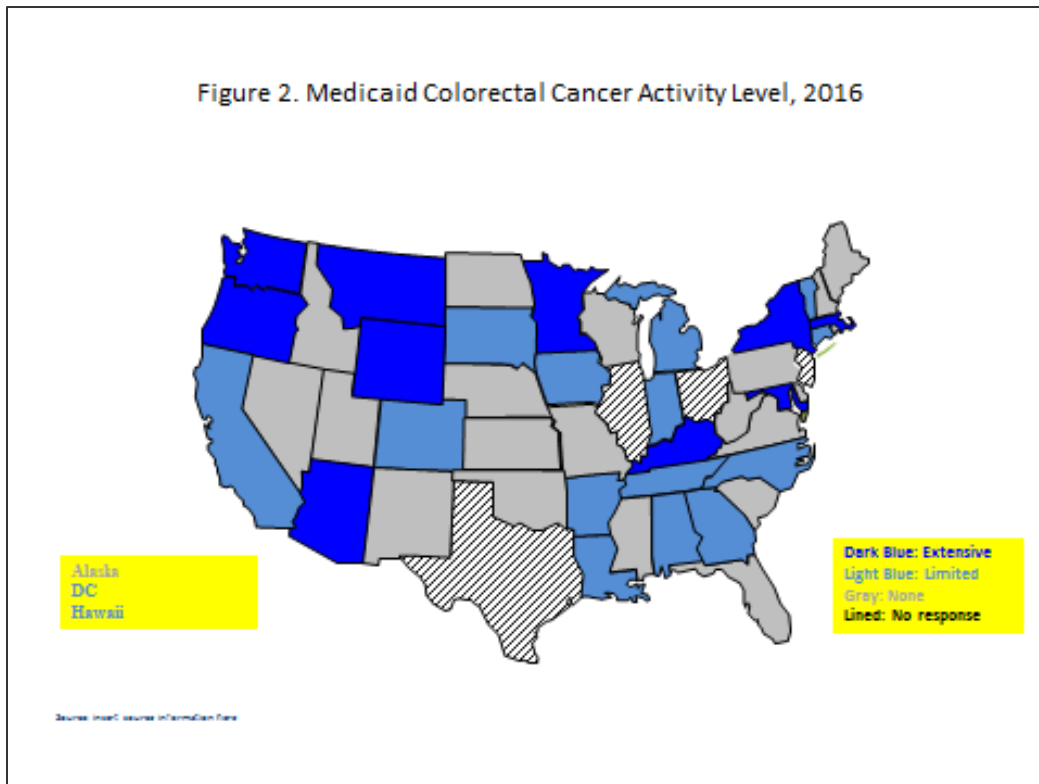 Figure 2. Medicaid Colorectal Cancer Activity Level, 2016
Alaska
DC
Hawaii
Dark Blue: Extensive
Light Blue: Limited
Gray: None
Lined: No response